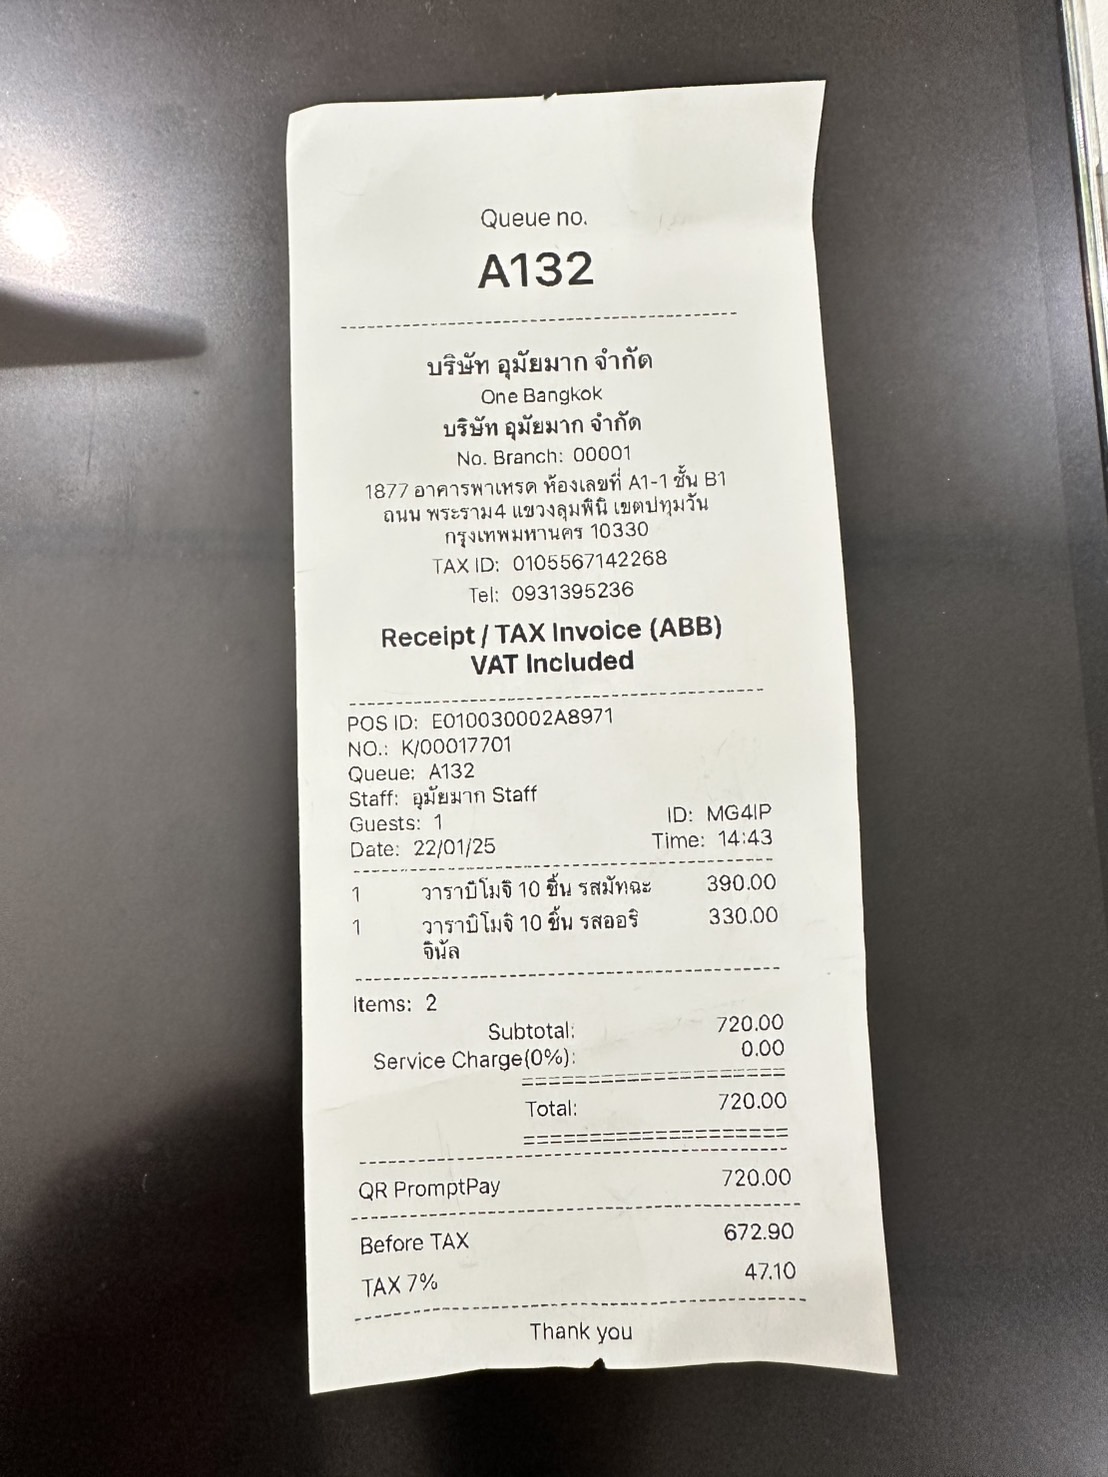 Queue no.
A132
บริษัท อุมัยมาก จำกัด
One Bangkok
บริษัท อุมัยมาก จำกัด
No. Branch: 00001
1877 อาคารพาเหรด ห้องเลขที่ A1-1 ชั้น B1
ถนน พระราม4 แขวงลุมพินี เขตปทุมวัน
กรุงเทพมหานคร 10330
TAX ID: 0105567142268
Tel: 0931395236
Receipt / TAX Invoice (ABB)
VAT Included
POS ID: E010030002A8971
NO.: K/00017701
Queue: A132
Staff: อุมัยมาก Staff
Guests: 1 ID: MG4IP
Date: 22/01/25 Time: 14:43
1 วาราบิโมจิ 10 ชิ้น รสมัทฉะ 390.00
1 วาราบิโมจิ 10 ชิ้น รสออริ 330.00
จินัล
Items: 2
Subtotal: 720.00
Service Charge(0%): 0.00
Total: 720.00
QR PromptPay 720.00
Before TAX 672.90
TAX 7% 47.10
Thank you